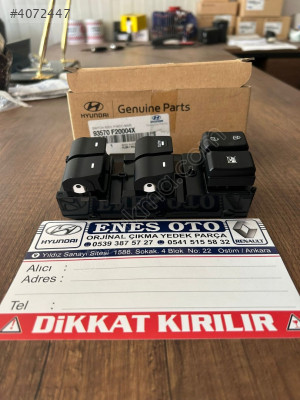 #4072447
HYUNDAI
Genuine Parts
93570 F20004X
ENES OTO
ORJİNAL ÇIKMA YEDEK PARÇA
HYUNDAI
0539 387 57 27 0541 515 58 32
RENAULT
Yıldız Sanayi Sitesi 1586. Sokak. 4 Blok No: 22 Ostim / Ankara
Alıcı :
Adres :
Tel :
DİKKAT KIRILIR